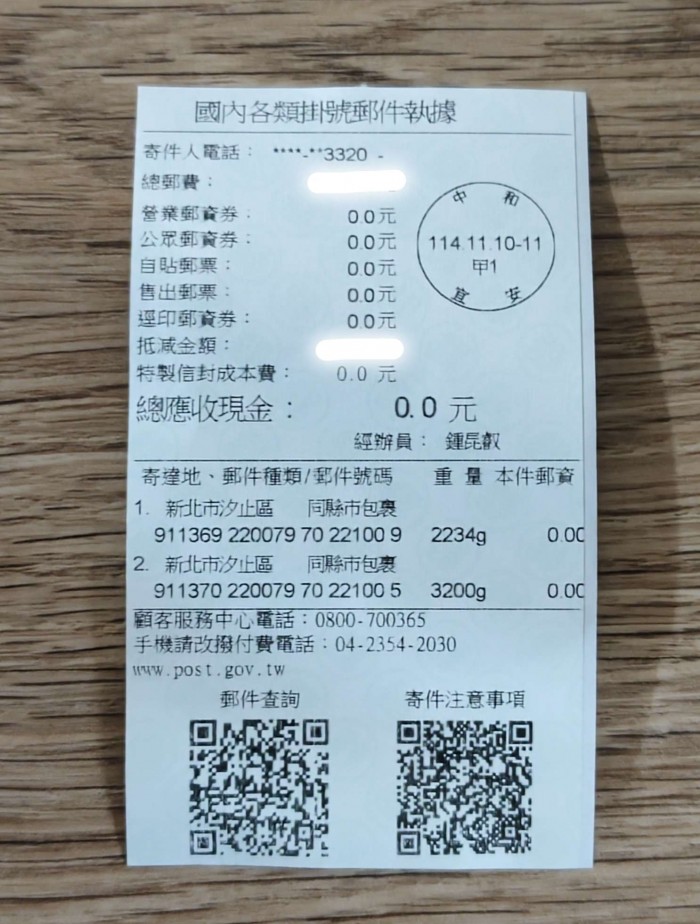 國內各類掛號郵件執據
寄件人電話： ****-**3320 -
總郵費：
營業郵資券： 0.0元
公眾郵資券： 0.0元
自貼郵票： 0.0元
售出郵票： 0.0元
逕印郵資券： 0.0元
抵減金額：
特製信封成本費： 0.0 元
總應收現金： 0.0 元
中和
114.11.10-11
甲1
宜安
經辦員： 鍾昆叡
寄達地、郵件種類/郵件號碼 重 量 本件郵資
1. 新北市汐止區 同縣市包裹
911369 220079 70 22100 9 2234g 0.00
2. 新北市汐止區 同縣市包裹
911370 220079 70 22100 5 3200g 0.00
顧客服務中心電話：0800-700365
手機請改撥付費電話：04-2354-2030
www.post.gov.tw
郵件查詢 寄件注意事項